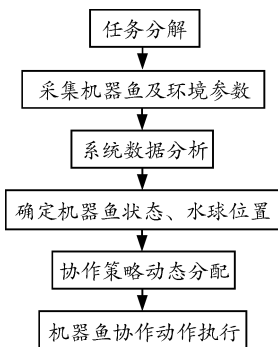 任务分解
采集机器鱼及环境参数
系统数据分析
确定机器鱼状态、水球位置
协作策略动态分配
机器鱼协作动作执行